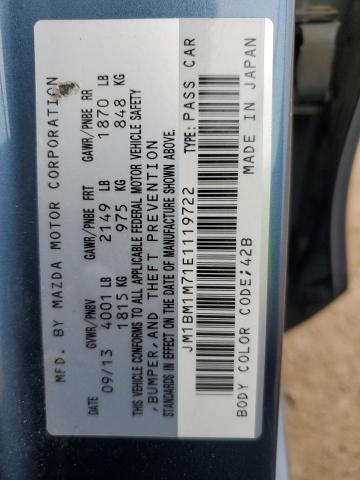 MFD. BY MAZDA MOTOR CORPORATION
DATE GVWR/PNBV GAWR/PNBE FRT GAWR/PNBE RR
09/13 4001 LB 2149 LB 1870 LB
1815 KG 975 KG 848 KG
THIS VEHICLE CONFORMS TO ALL APPLICABLE FEDERAL MOTOR VEHICLE SAFETY
,BUMPER,AND THEFT PREVENTION
STANDARDS IN EFFECT ON THE DATE OF MANUFACTURE SHOWN ABOVE.
JM1BM1M71E1119722 TYPE: PASS CAR
BODY COLOR CODE;42B MADE IN JAPAN